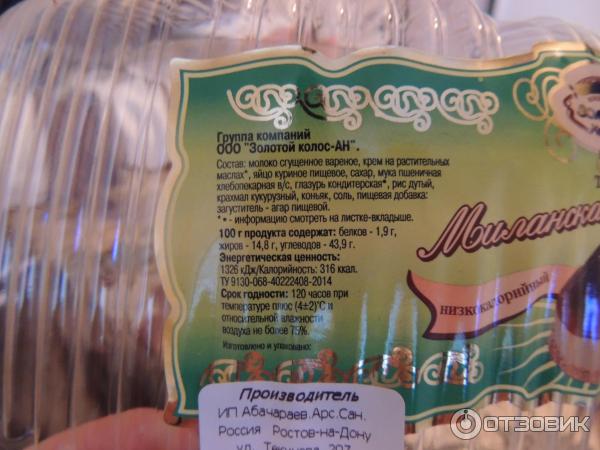 Группа компаний
ООО "Золотой колос-АН".
Состав: молоко сгущенное вареное, крем на растительных
маслах*, яйцо куриное пищевое, сахар, мука пшеничная
хлебопекарная в/с, глазурь кондитерская*, рис дутый,
крахмал кукурузный, коньяк, соль, пищевая добавка:
загуститель - агар пищевой.
"*" - информацию смотреть на листке-вкладыше.
100 г продукта содержат: белков - 1,9 г,
жиров - 14,8 г, углеводов - 43,9 г.
Энергетическая ценность:
1326 кДж/Калорийность: 316 ккал.
ТУ 9130-068-40222408-2014
Срок годности: 120 часов при
температуре плюс (4±2)°С и
относительной влажности
воздуха не более 75%.
Изготовлено и упаковано:
Миланска
низкокалорийный
Производитель
ИП Абачараев.Арс.Сан.
Россия Ростов-на-Дону
ул.
ОТЗОВИК